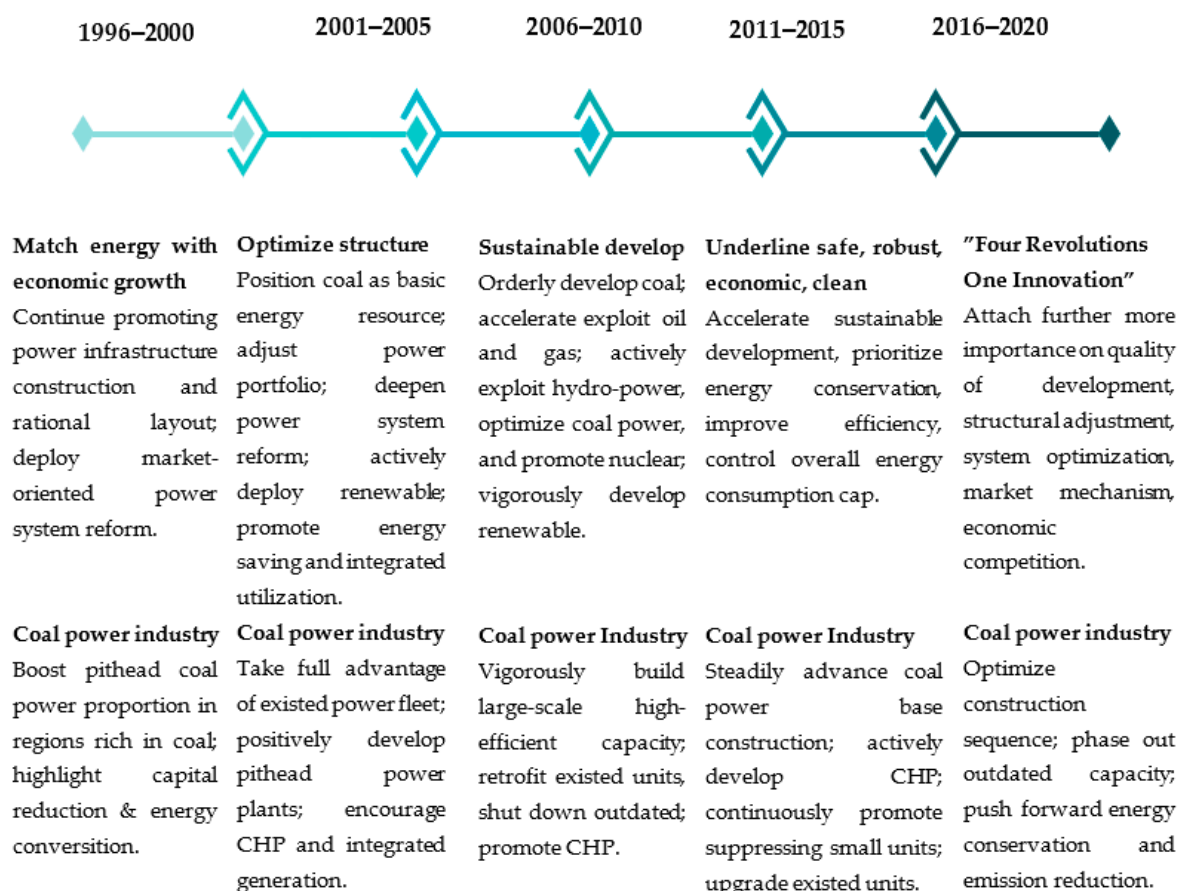 1996–2000
2001–2005
2006–2010
2011–2015
2016–2020
Match energy with
economic growth
Continue promoting
power infrastructure
construction and
rational layout;
deploy market-
oriented power
system reform.
Optimize structure
Position coal as basic
energy resource;
adjust power
portfolio; deepen
power system
reform; actively
deploy renewable;
promote energy
saving and integrated
utilization.
Sustainable develop
Orderly develop coal;
accelerate exploit oil
and gas; actively
exploit hydro-power,
optimize coal power,
and promote nuclear;
vigorously develop
renewable.
Underline safe, robust,
economic, clean
Accelerate sustainable
development, prioritize
energy conservation,
improve efficiency,
control overall energy
consumption cap.
”Four Revolutions
One Innovation”
Attach further more
importance on quality
of development,
structural adjustment,
system optimization,
market mechanism,
economic
competition.
Coal power industry
Boost pithead coal
power proportion in
regions rich in coal;
highlight capital
reduction & energy
conversition.
Coal power industry
Take full advantage
of existed power fleet;
positively develop
pithead power
plants; encourage
CHP and integrated
generation.
Coal power Industry
Vigorously build
large-scale high-
efficient capacity;
retrofit existed units,
shut down outdated;
promote CHP.
Coal power Industry
Steadily advance coal
power base
construction; actively
develop CHP;
continuously promote
suppressing small units;
upgrade existed units.
Coal power industry
Optimize
construction
sequence; phase out
outdated capacity;
push forward energy
conservation and
emission reduction.